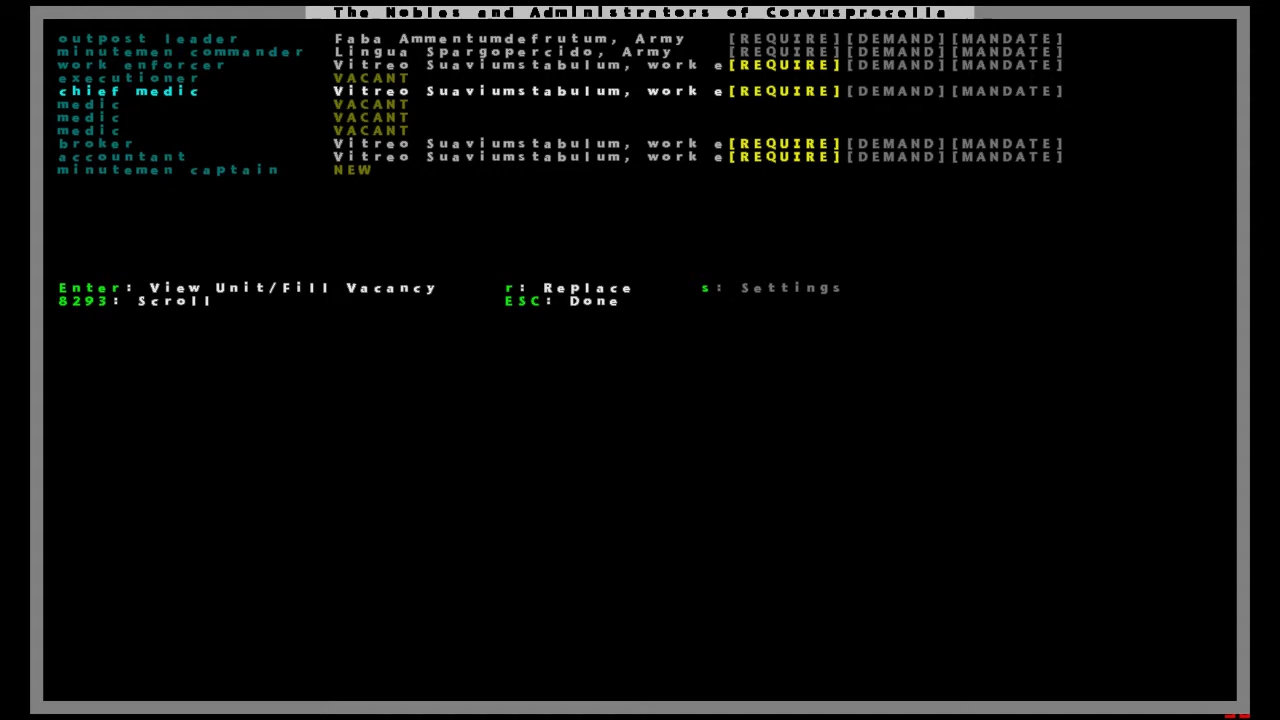 The Nobles and Administrators of Corvusprocella
outpost leader Faba Ammentumdefrutum, Army [REQUIRE][DEMAND][MANDATE]
minutemen commander Lingua Spargopercido, Army [REQUIRE][DEMAND][MANDATE]
work enforcer Vitreo Suaviumstabulum, work e[REQUIRE][DEMAND][MANDATE]
executioner VACANT
chief medic Vitreo Suaviumstabulum, work e[REQUIRE][DEMAND][MANDATE]
medic VACANT
medic VACANT
medic VACANT
broker Vitreo Suaviumstabulum, work e[REQUIRE][DEMAND][MANDATE]
accountant Vitreo Suaviumstabulum, work e[REQUIRE][DEMAND][MANDATE]
minutemen captain NEW
Enter: View Unit/Fill Vacancy r: Replace s: Settings
8293: Scroll ESC: Done